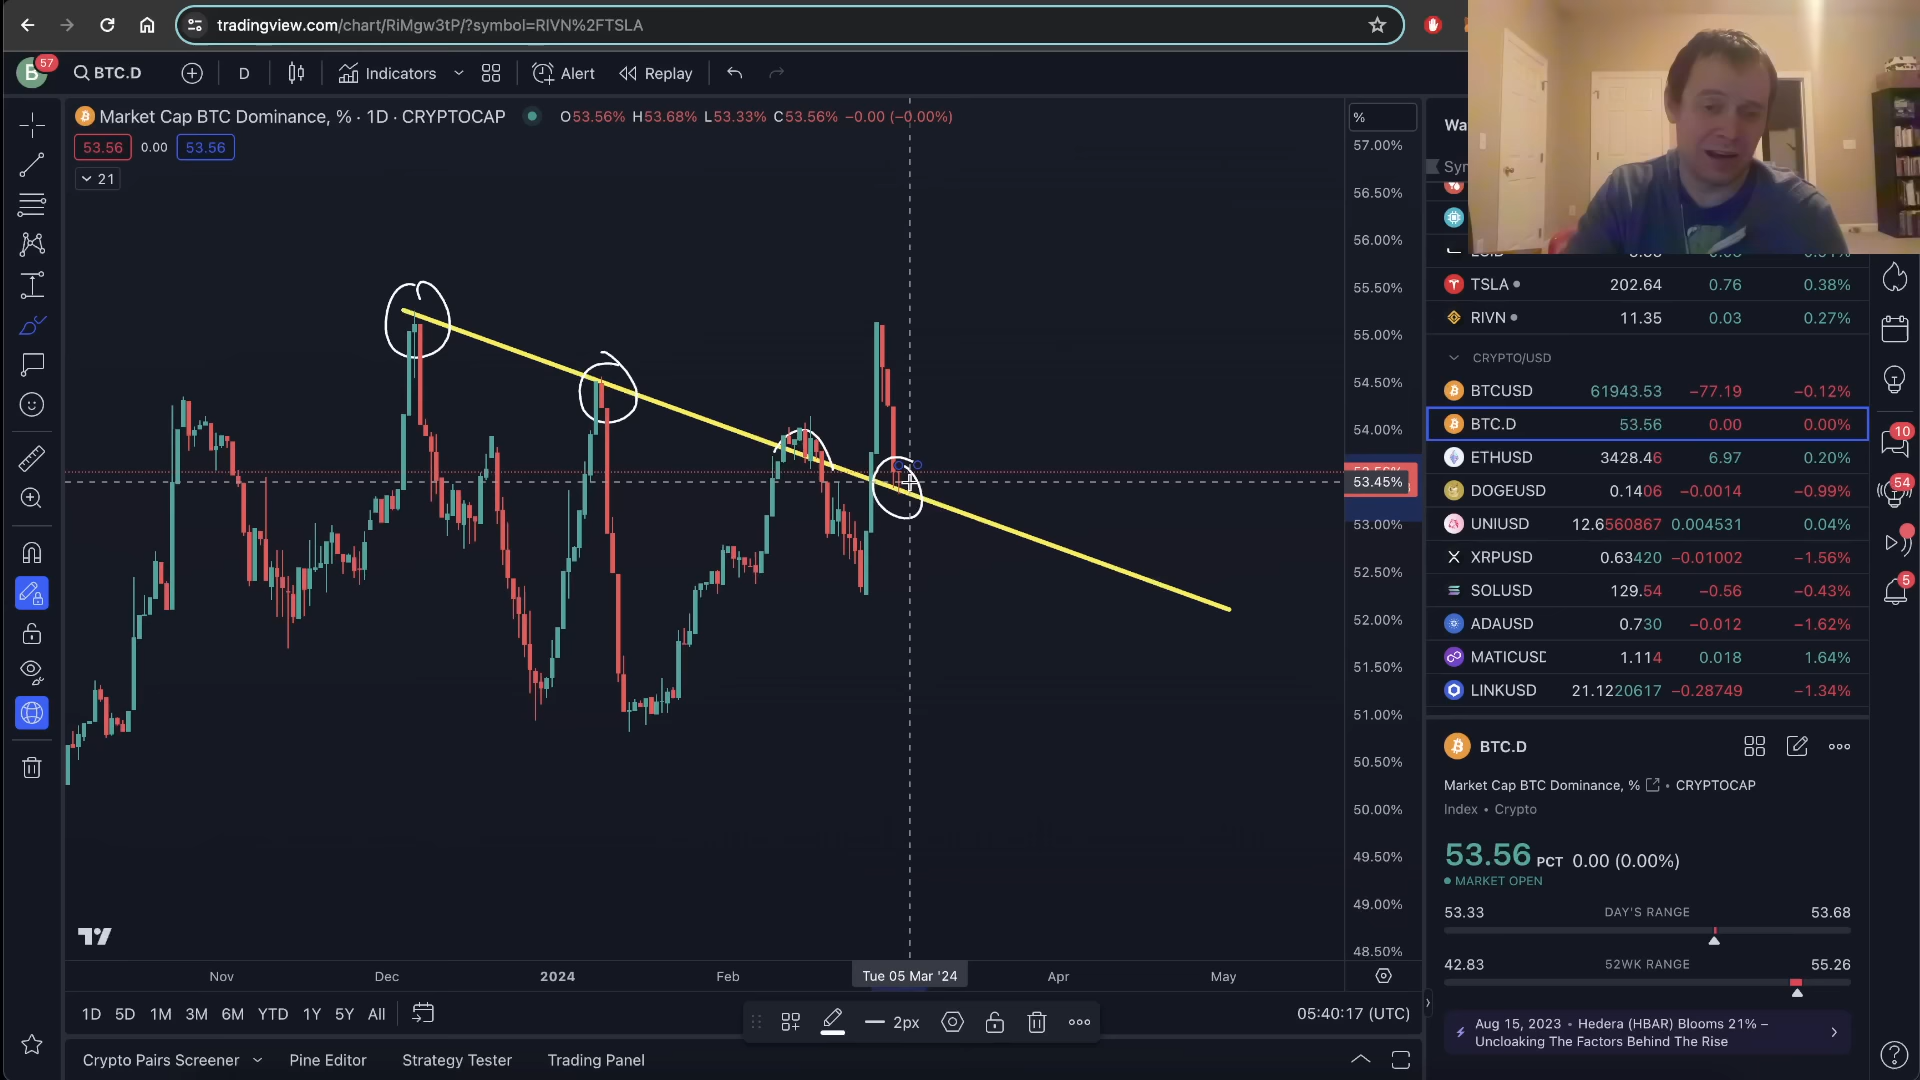 tradingview.com/chart/RiMgw3tP/?symbol=RIVN%2FTSLA
B 57 BTC.D D Indicators Alert Replay
Market Cap BTC Dominance, % · 1D · CRYPTOCAP O53.56% H53.68% L53.33% C53.56% −0.00 (−0.00%)
53.56 0.00 53.56
21
%
57.00%
56.50%
56.00%
55.50%
55.00%
54.50%
54.00%
53.45%
53.00%
52.50%
52.00%
51.50%
51.00%
50.50%
50.00%
49.50%
49.00%
48.50%
Nov Dec 2024 Feb Tue 05 Mar '24 Apr May
1D 5D 1M 3M 6M YTD 1Y 5Y All
2px
05:40:17 (UTC)
Crypto Pairs Screener Pine Editor Strategy Tester Trading Panel
Wa
Syn
TSLA 202.64 0.76 0.38%
RIVN 11.35 0.03 0.27%
CRYPTO/USD
BTCUSD 61943.53 −77.19 −0.12%
BTC.D 53.56 0.00 0.00%
ETHUSD 3428.46 6.97 0.20%
DOGEUSD 0.1406 −0.0014 −0.99%
UNIUSD 12.6560867 0.004531 0.04%
XRPUSD 0.63420 −0.01002 −1.56%
SOLUSD 129.54 −0.56 −0.43%
ADAUSD 0.730 −0.012 −1.62%
MATICUSD 1.114 0.018 1.64%
LINKUSD 21.1220617 −0.28749 −1.34%
BTC.D
Market Cap BTC Dominance, % • CRYPTOCAP
Index • Crypto
53.56 PCT 0.00 (0.00%)
MARKET OPEN
53.33 DAY'S RANGE 53.68
42.83 52WK RANGE 55.26
Aug 15, 2023 • Hedera (HBAR) Blooms 21% –
Uncloaking The Factors Behind The Rise
10
54
5